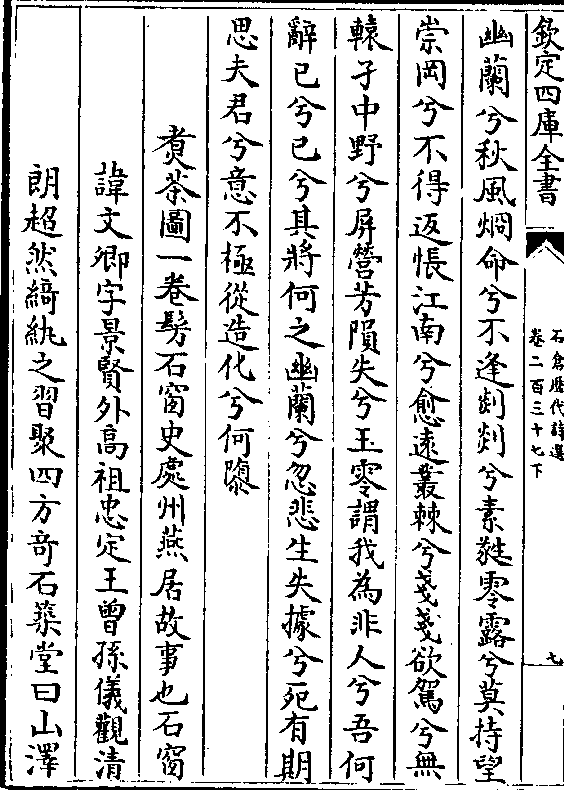 欽定四庫全書
石倉歷代詩選
卷二百三十七下
七
幽蘭兮秋風烱命兮不逢剡剡兮素蕤零露兮莫持望
崇岡兮不得返悵江南兮愈遠叢棘兮戔戔欲駕兮無
轅孑中野兮屏營芳隕失兮玉零謂我為非人兮吾何
辭已兮已兮其將何之幽蘭兮忽悲生失據兮死有期
思夫君兮意不極從造化兮何隳
煑茶圖一卷髣石窗史處州燕居故事也石窗
諱文卿字景賢外高祖忠定王曾孫儀觀清
朗超然綺紈之習聚四方奇石築堂曰山澤